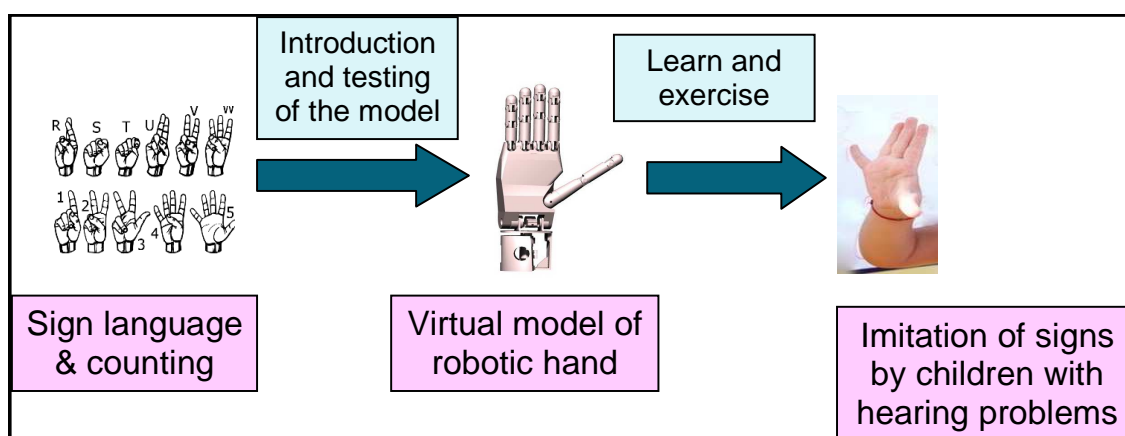 Introduction
and testing
of the model
Learn and
exercise
R S T U V W
1 2 3 4 5
Sign language
& counting
Virtual model of
robotic hand
Imitation of signs
by children with
hearing problems